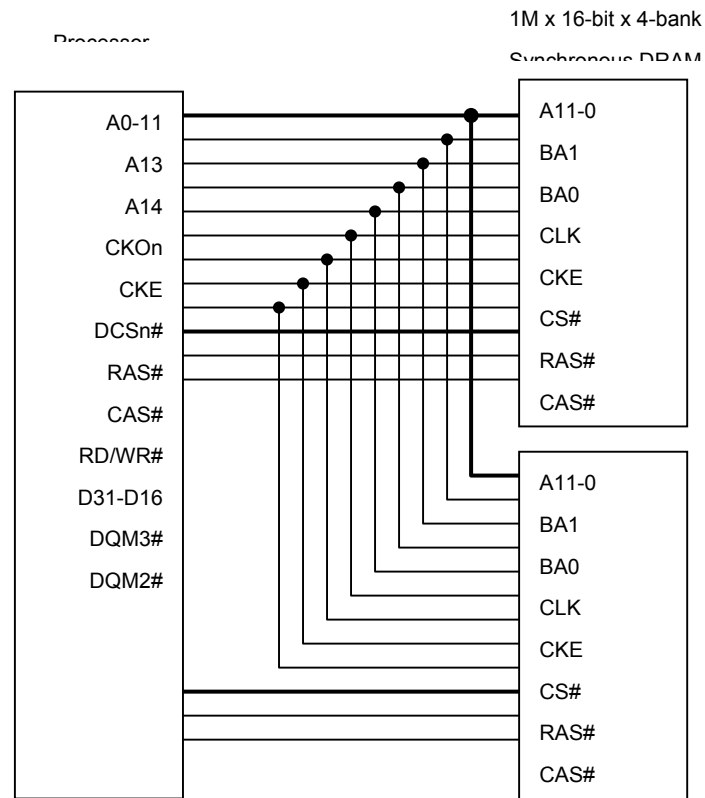 1M x 16-bit x 4-bank
Processor
Synchronous DRAM
A0-11
A13
A14
CKOn
CKE
DCSn#
RAS#
CAS#
RD/WR#
D31-D16
DQM3#
DQM2#
A11-0
BA1
BA0
CLK
CKE
CS#
RAS#
CAS#
A11-0
BA1
BA0
CLK
CKE
CS#
RAS#
CAS#